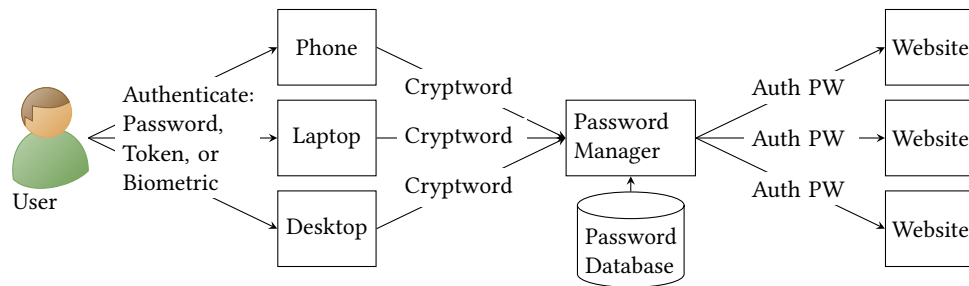 User
Authenticate:
Password,
Token, or
Biometric
Phone
Laptop
Desktop
Cryptword
Cryptword
Cryptword
Password
Manager
Password
Database
Auth PW
Auth PW
Auth PW
Website
Website
Website